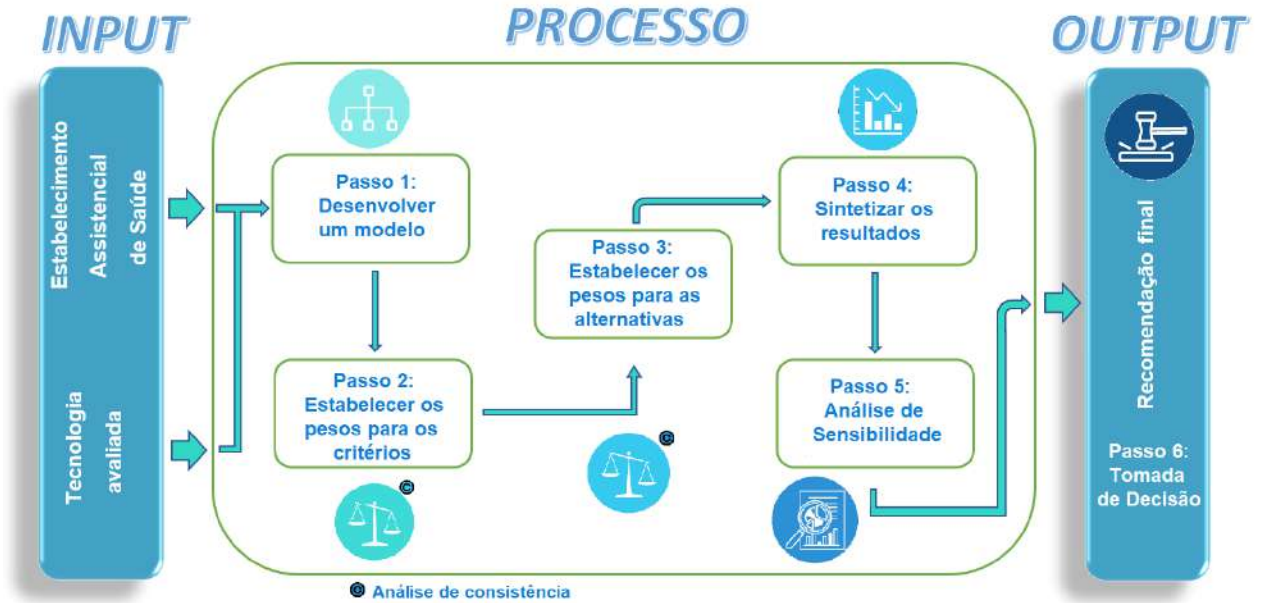 INPUT
PROCESSO
OUTPUT
Estabelecimento
Assistencial
de Saúde
Tecnologia
avaliada
Passo 1:
Desenvolver
um modelo
Passo 2:
Estabelecer os
pesos para os
critérios
C
Passo 3:
Estabelecer os
pesos para as
alternativas
C
Passo 4:
Sintetizar os
resultados
Passo 5:
Análise de
Sensibilidade
Recomendação final
Passo 6:
Tomada
de Decisão
C Análise de consistência